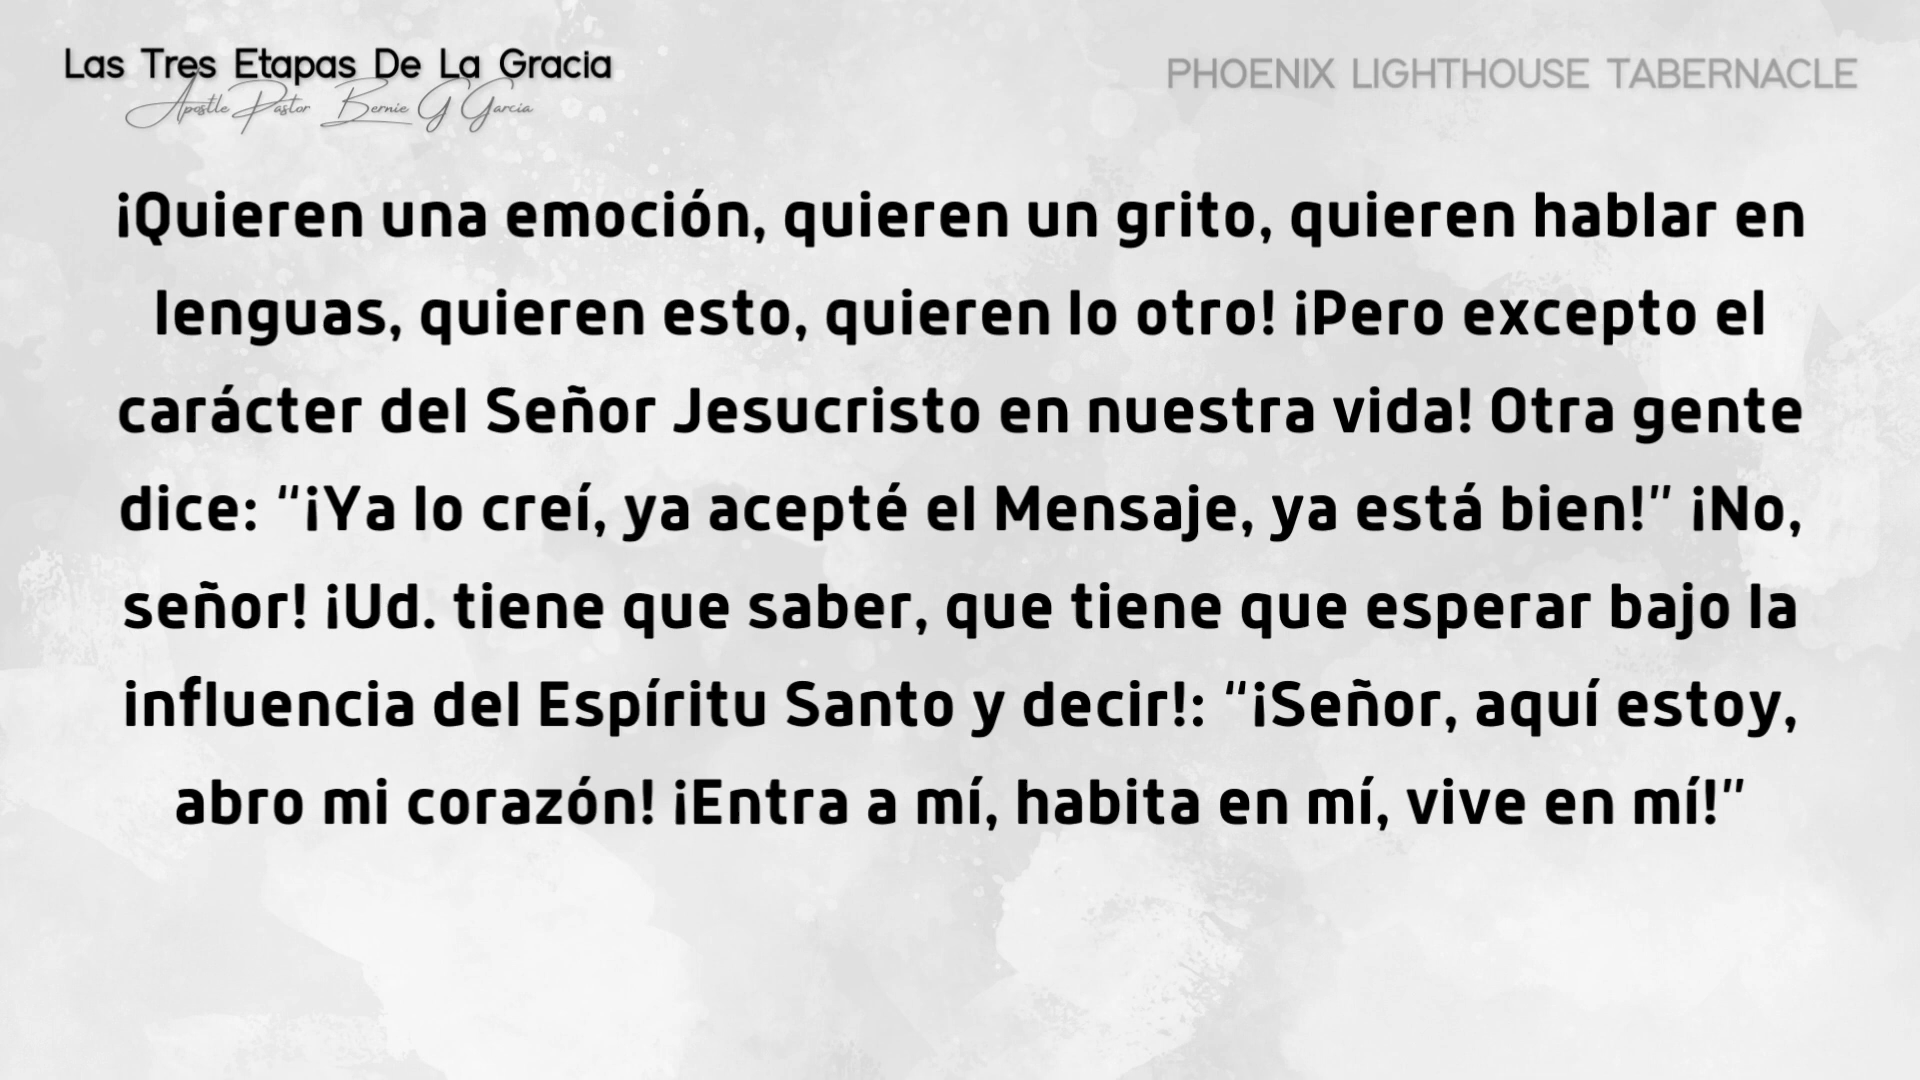 Las Tres Etapas De La Gracia
Apostle Pastor Bernie G Garcia
PHOENIX LIGHTHOUSE TABERNACLE
¡Quieren una emoción, quieren un grito, quieren hablar en
lenguas, quieren esto, quieren lo otro! ¡Pero excepto el
carácter del Señor Jesucristo en nuestra vida! Otra gente
dice: “¡Ya lo creí, ya acepté el Mensaje, ya está bien!” ¡No,
señor! ¡Ud. tiene que saber, que tiene que esperar bajo la
influencia del Espíritu Santo y decir!: “¡Señor, aquí estoy,
abro mi corazón! ¡Entra a mí, habita en mí, vive en mí!”